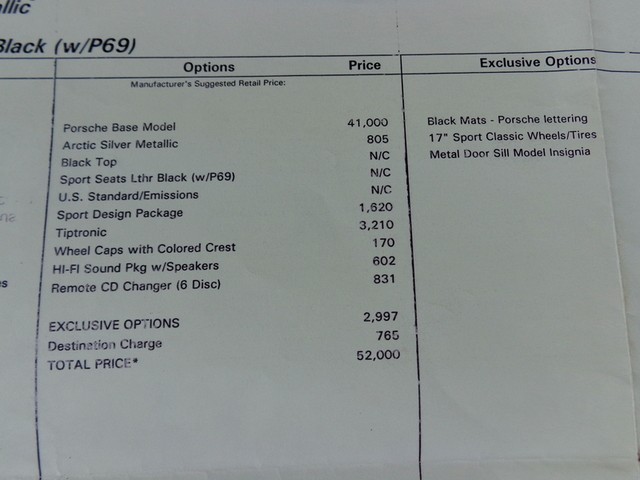 llic
Black (w/P69)
Options Price Exclusive Options
Manufacturer's Suggested Retail Price:
Porsche Base Model 41,000 Black Mats - Porsche lettering
Arctic Silver Metallic 805 17" Sport Classic Wheels/Tires
Black Top N/C Metal Door Sill Model Insignia
Sport Seats Lthr Black (w/P69) N/C
U.S. Standard/Emissions N/C
Sport Design Package 1,620
Tiptronic 3,210
Wheel Caps with Colored Crest 170
HI-FI Sound Pkg w/Speakers 602
Remote CD Changer (6 Disc) 831
EXCLUSIVE OPTIONS 2,997
Destination Charge 765
TOTAL PRICE* 52,000